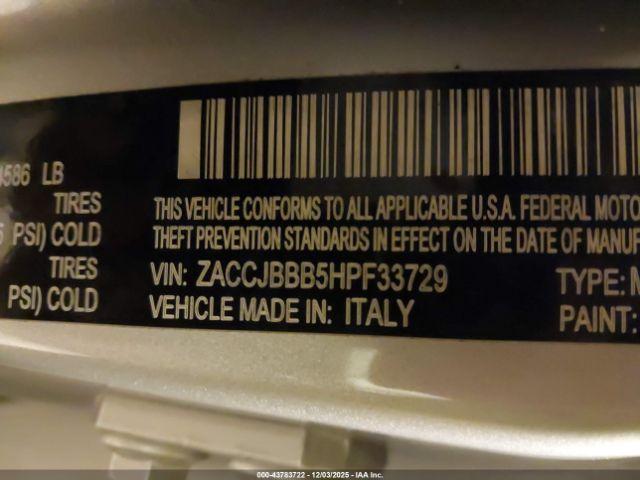 4586 LB
TIRES
PSI) COLD
TIRES
PSI) COLD
THIS VEHICLE CONFORMS TO ALL APPLICABLE U.S.A. FEDERAL MOTO
THEFT PREVENTION STANDARDS IN EFFECT ON THE DATE OF MANUF
VIN: ZACCJBBB5HPF33729
TYPE: M
VEHICLE MADE IN: ITALY
PAINT:
000-43783722 - 12/03/2025 - IAA Inc.